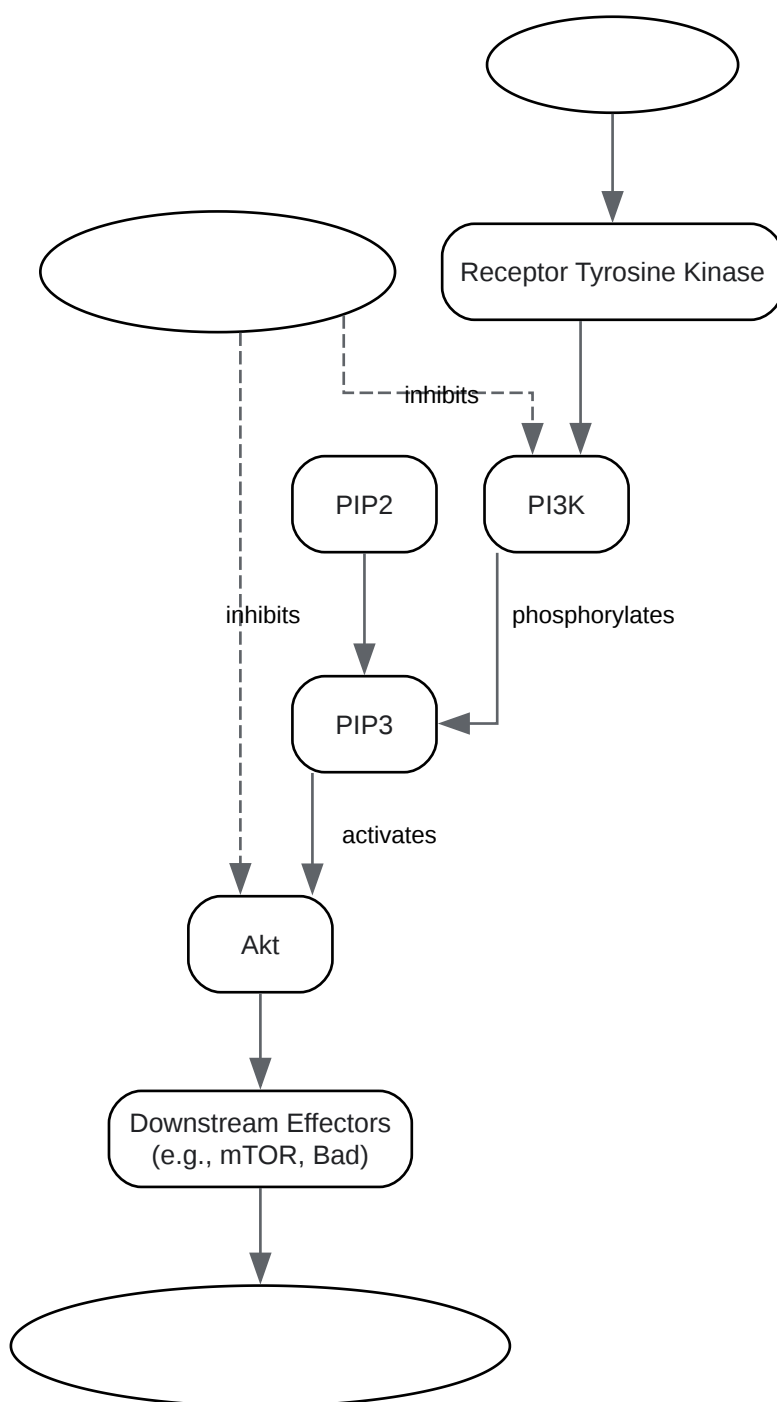 Receptor Tyrosine Kinase
inhibits
PIP2
PI3K
inhibits
phosphorylates
PIP3
activates
Akt
Downstream Effectors
(e.g., mTOR, Bad)